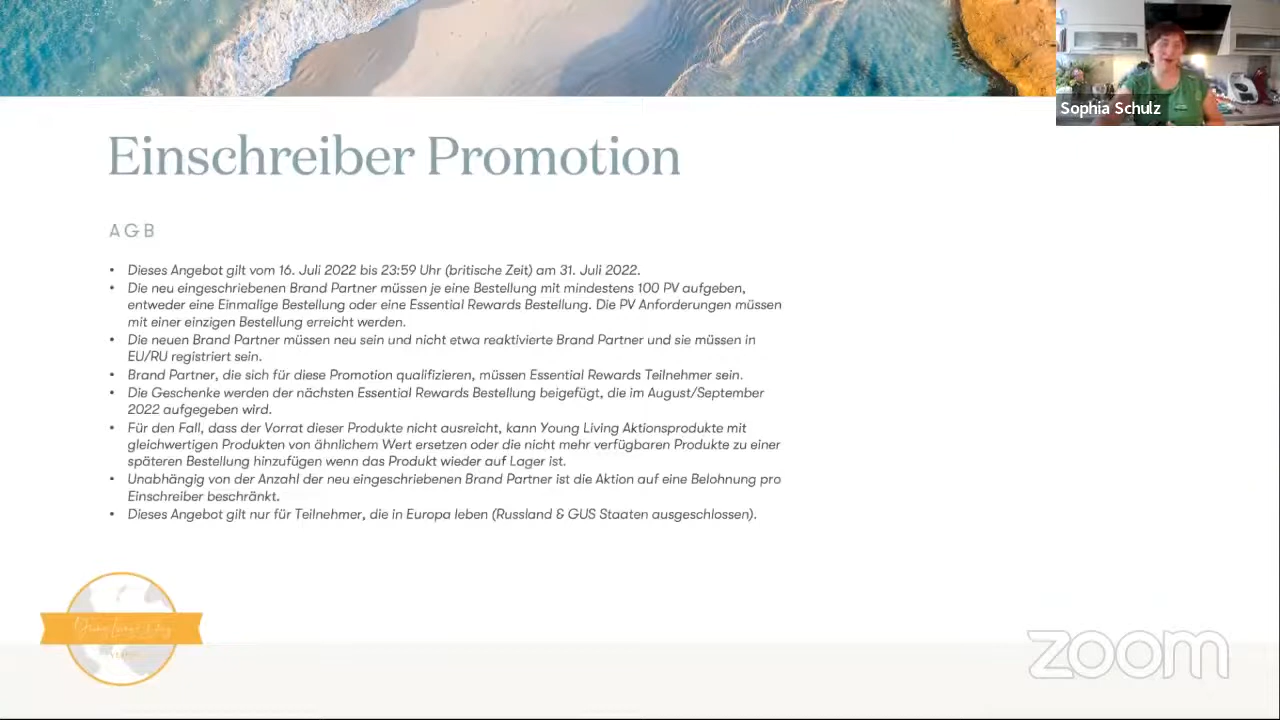 Sophia Schulz
Einschreiber Promotion
AGB
• Dieses Angebot gilt vom 16. Juli 2022 bis 23:59 Uhr (britische Zeit) am 31. Juli 2022.
• Die neu eingeschriebenen Brand Partner müssen je eine Bestellung mit mindestens 100 PV aufgeben,
entweder eine Einmalige Bestellung oder eine Essential Rewards Bestellung. Die PV Anforderungen müssen
mit einer einzigen Bestellung erreicht werden.
• Die neuen Brand Partner müssen neu sein und nicht etwa reaktivierte Brand Partner und sie müssen in
EU/RU registriert sein.
• Brand Partner, die sich für diese Promotion qualifizieren, müssen Essential Rewards Teilnehmer sein.
• Die Geschenke werden der nächsten Essential Rewards Bestellung beigefügt, die im August/September
2022 aufgegeben wird.
• Für den Fall, dass der Vorrat dieser Produkte nicht ausreicht, kann Young Living Aktionsprodukte mit
gleichwertigen Produkten von ähnlichem Wert ersetzen oder die nicht mehr verfügbaren Produkte zu einer
späteren Bestellung hinzufügen wenn das Produkt wieder auf Lager ist.
• Unabhängig von der Anzahl der neu eingeschriebenen Brand Partner ist die Aktion auf eine Belohnung pro
Einschreiber beschränkt.
• Dieses Angebot gilt nur für Teilnehmer, die in Europa leben (Russland & GUS Staaten ausgeschlossen).
zoom